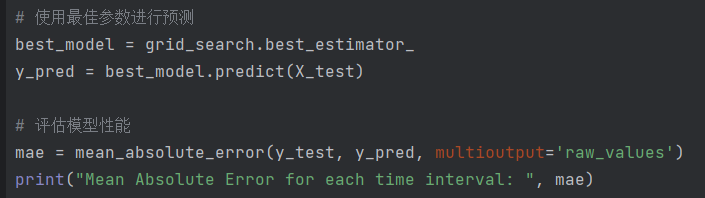 # 使用最佳参数进行预测
best_model = grid_search.best_estimator_
y_pred = best_model.predict(X_test)
# 评估模型性能
mae = mean_absolute_error(y_test, y_pred, multioutput='raw_values')
print("Mean Absolute Error for each time interval: ", mae)